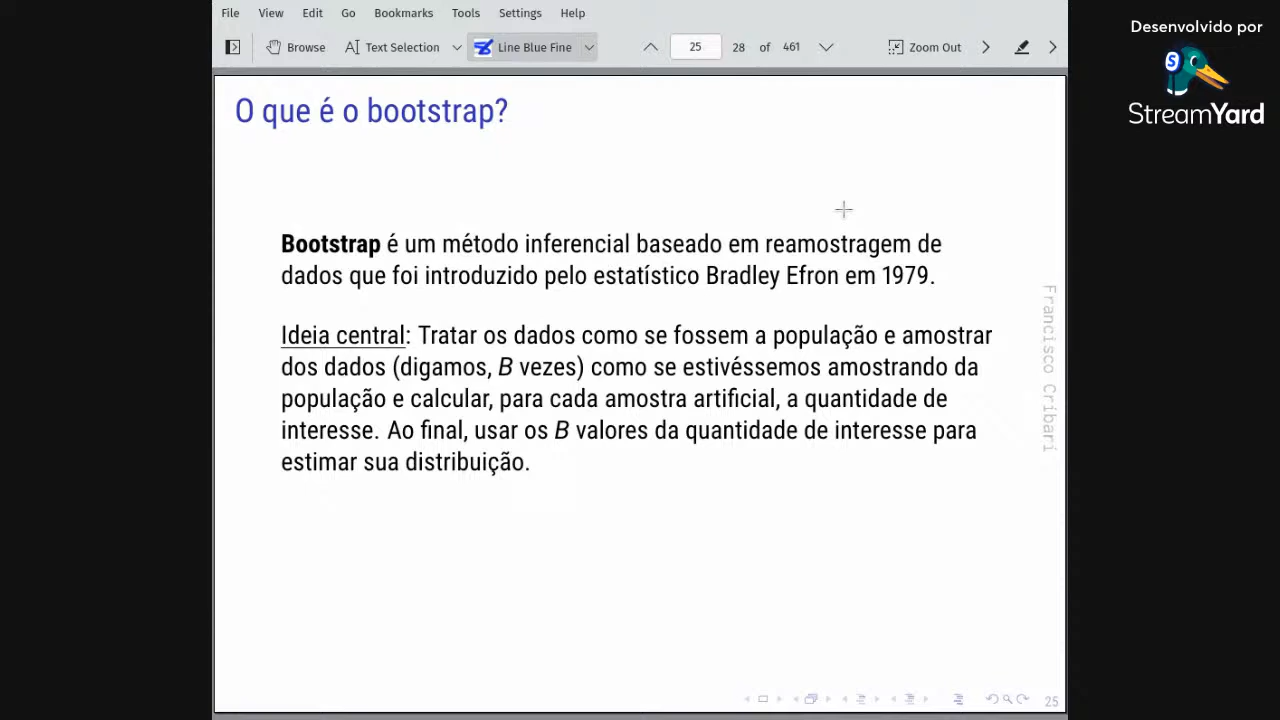 File View Edit Go Bookmarks Tools Settings Help
Browse Text Selection Line Blue Fine 25 28 of 461 Zoom Out
Desenvolvido por
StreamYard
O que é o bootstrap?
Bootstrap é um método inferencial baseado em reamostragem de
dados que foi introduzido pelo estatístico Bradley Efron em 1979.
Ideia central: Tratar os dados como se fossem a população e amostrar
dos dados (digamos, B vezes) como se estivéssemos amostrando da
população e calcular, para cada amostra artificial, a quantidade de
interesse. Ao final, usar os B valores da quantidade de interesse para
estimar sua distribuição.
Francisco Cribari
25